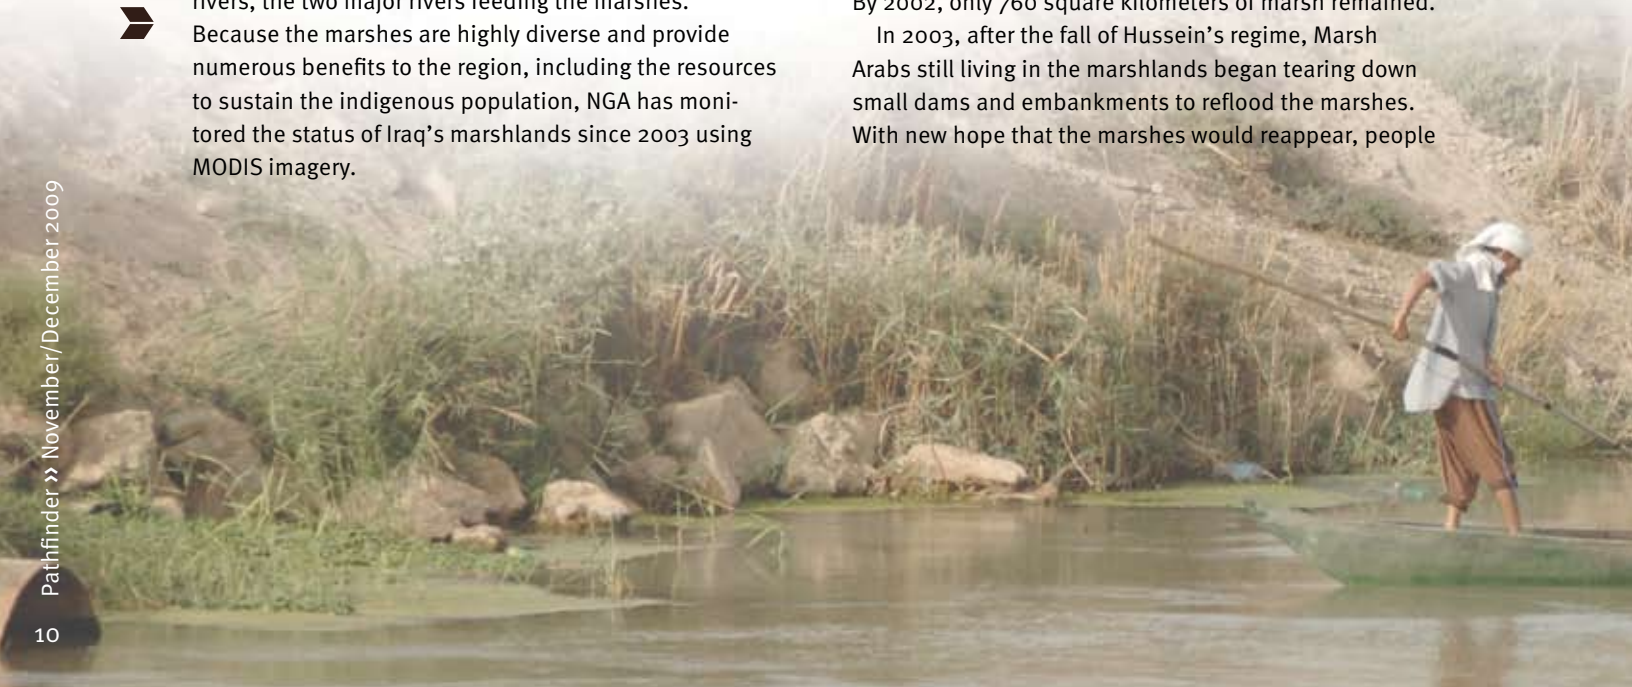 rivers, the two major rivers feeding the marshes.
Because the marshes are highly diverse and provide
numerous benefits to the region, including the resources
to sustain the indigenous population, NGA has moni-
tored the status of Iraq’s marshlands since 2003 using
MODIS imagery.
By 2002, only 760 square kilometers of marsh remained.
In 2003, after the fall of Hussein’s regime, Marsh
Arabs still living in the marshlands began tearing down
small dams and embankments to reflood the marshes.
With new hope that the marshes would reappear, people
Pathfinder >> November/December 2009
10